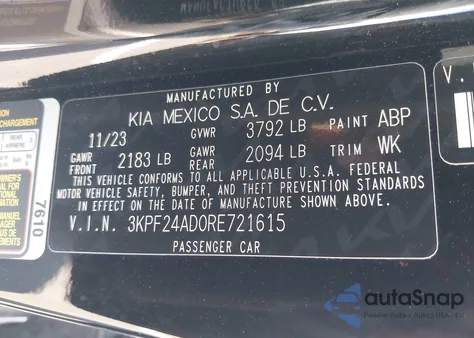 MANUFACTURED BY
KIA MEXICO S.A. DE C.V.
11/23 GVWR 3792 LB PAINT ABP
GAWR FRONT 2183 LB GAWR REAR 2094 LB TRIM WK
THIS VEHICLE CONFORMS TO ALL APPLICABLE U.S.A. FEDERAL
MOTOR VEHICLE SAFETY, BUMPER, AND THEFT PREVENTION STANDARDS
IN EFFECT ON THE DATE OF MANUFACTURE SHOWN ABOVE.
V.I.N. 3KPF24AD0RE721615
PASSENGER CAR
7610
V.
autoSnap